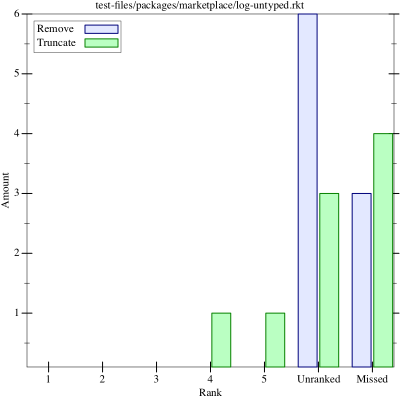 test-files/packages/marketplace/log-untyped.rkt
Remove
Truncate
6
5
4
3
2
1
Amount
1 2 3 4 5 Unranked Missed
Rank